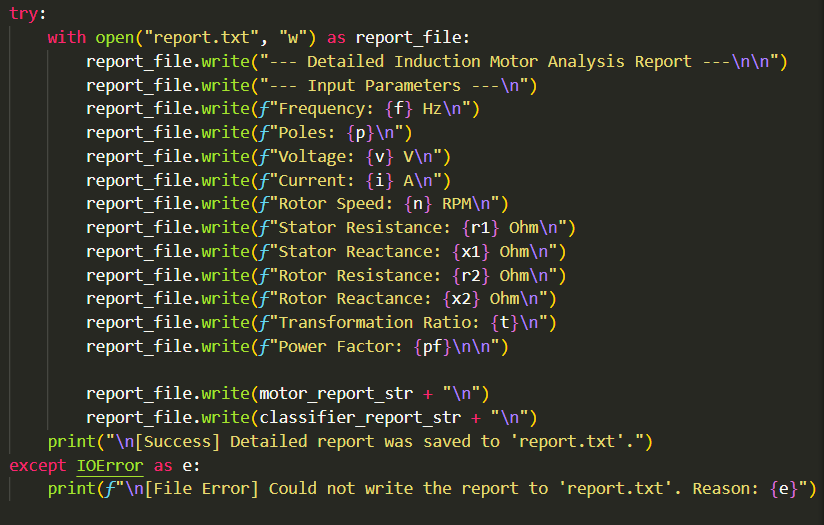 try:
    with open("report.txt", "w") as report_file:
        report_file.write("--- Detailed Induction Motor Analysis Report ---\n\n")
        report_file.write("--- Input Parameters ---\n")
        report_file.write(f"Frequency: {f} Hz\n")
        report_file.write(f"Poles: {p}\n")
        report_file.write(f"Voltage: {v} V\n")
        report_file.write(f"Current: {i} A\n")
        report_file.write(f"Rotor Speed: {n} RPM\n")
        report_file.write(f"Stator Resistance: {r1} Ohm\n")
        report_file.write(f"Stator Reactance: {x1} Ohm\n")
        report_file.write(f"Rotor Resistance: {r2} Ohm\n")
        report_file.write(f"Rotor Reactance: {x2} Ohm\n")
        report_file.write(f"Transformation Ratio: {t}\n")
        report_file.write(f"Power Factor: {pf}\n\n")

        report_file.write(motor_report_str + "\n")
        report_file.write(classifier_report_str + "\n")
    print("\n[Success] Detailed report was saved to 'report.txt'.")
except IOError as e:
    print(f"\n[File Error] Could not write the report to 'report.txt'. Reason: {e}")